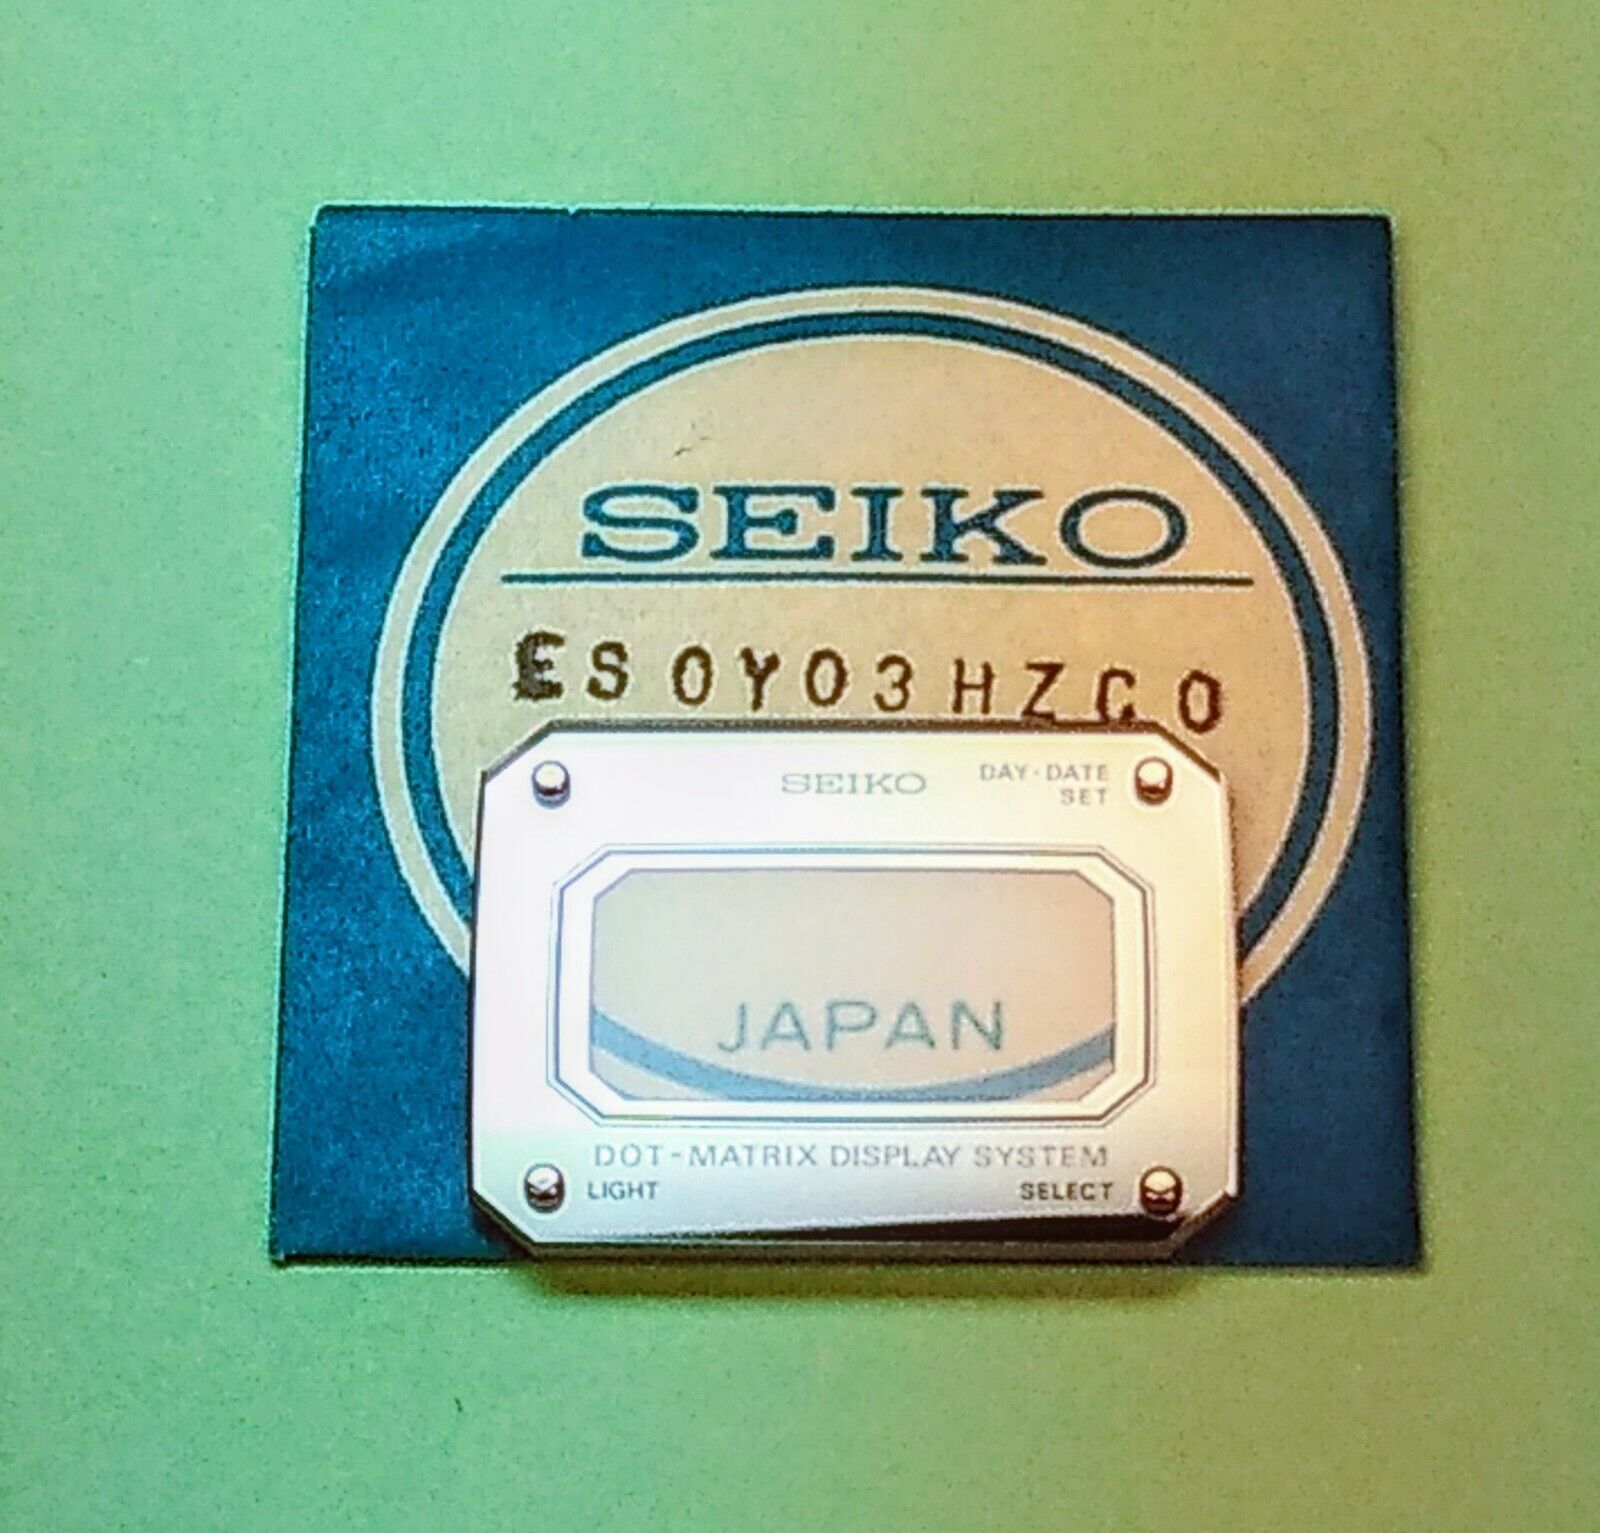 SEIKO
ES0Y03HZC0
SEIKO
DAY·DATE
SET
JAPAN
DOT-MATRIX DISPLAY SYSTEM
LIGHT
SELECT